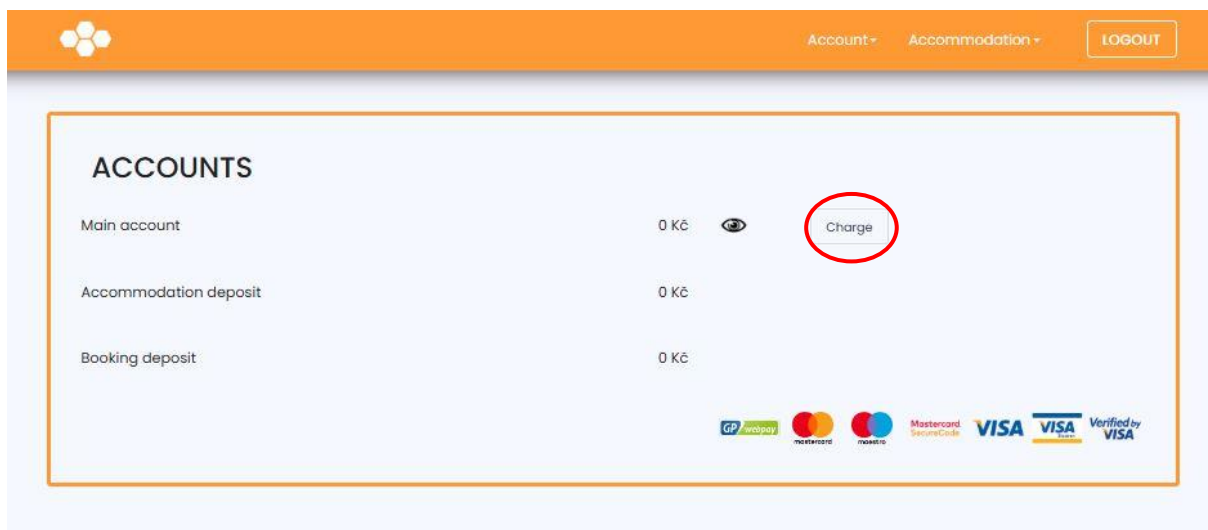 Account Accommodation LOGOUT
ACCOUNTS
Main account 0 Kč Charge
Accommodation deposit 0 Kč
Booking deposit 0 Kč
GP webpay mastercard maestro Mastercard SecureCode VISA VISA Verified by VISA